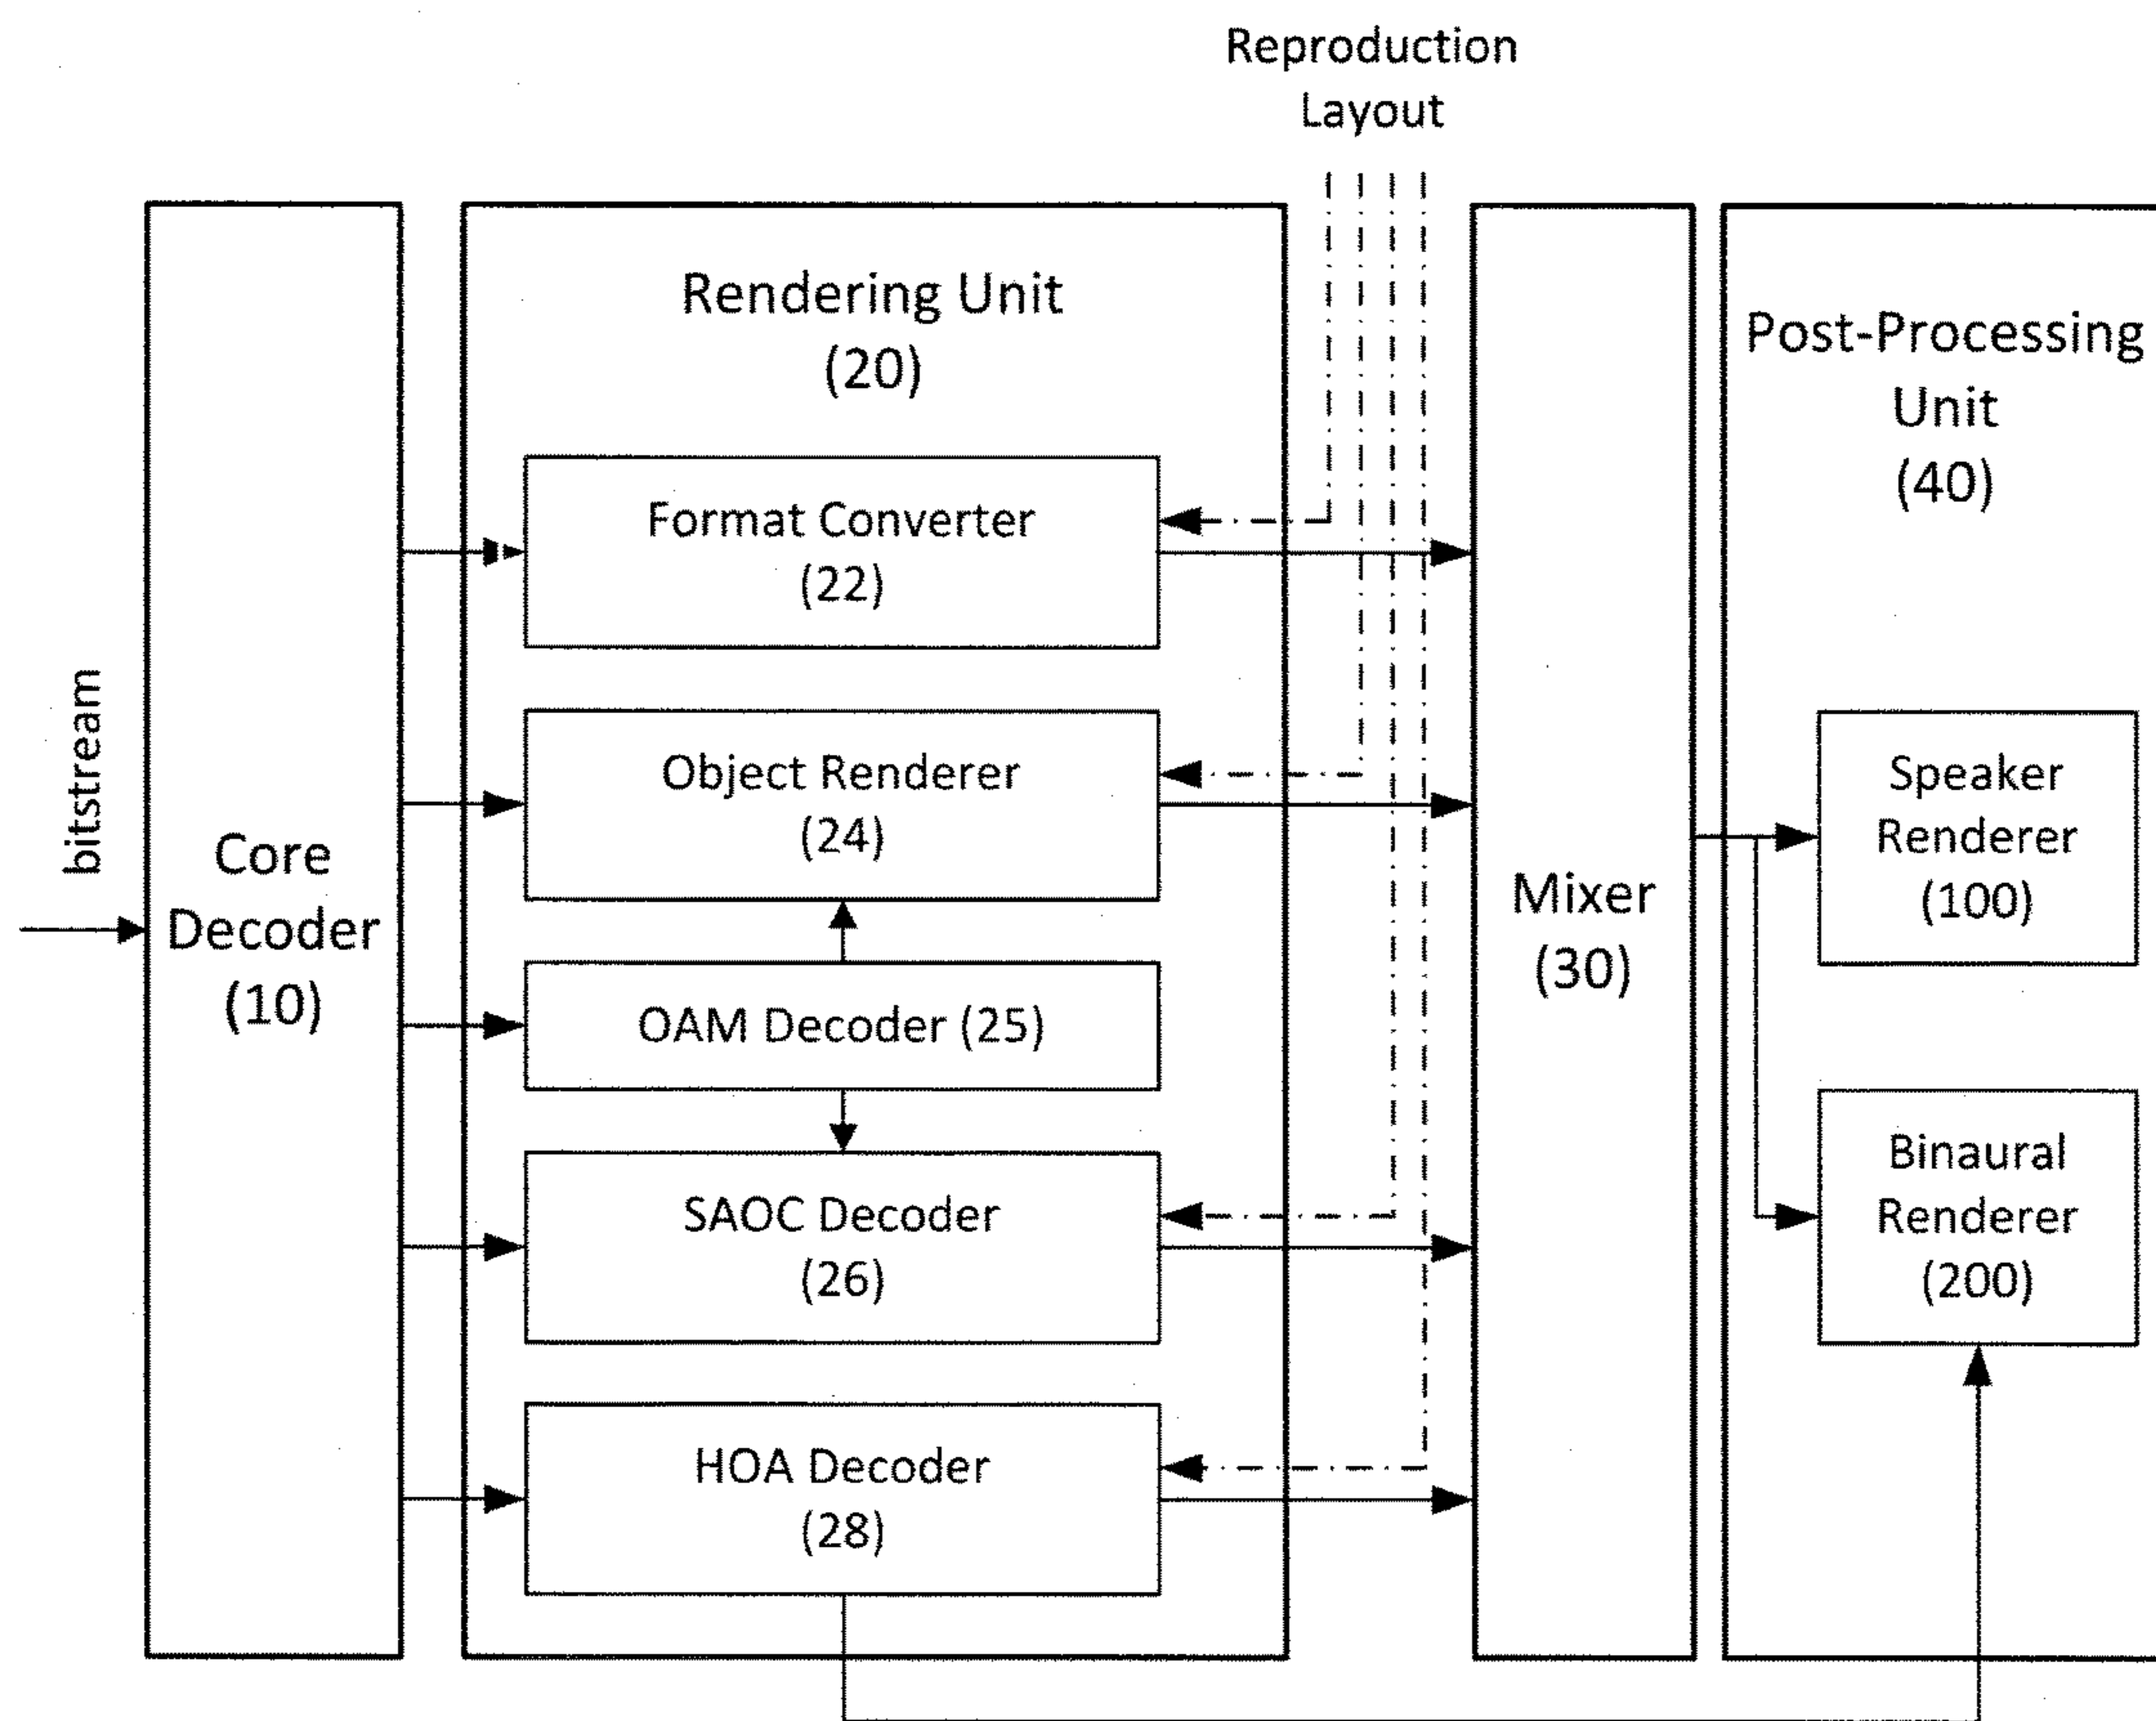 Reproduction
Layout
bitstream
Core
Decoder
(10)
Rendering Unit
(20)
Format Converter
(22)
Object Renderer
(24)
OAM Decoder (25)
SAOC Decoder
(26)
HOA Decoder
(28)
Mixer
(30)
Post-Processing
Unit
(40)
Speaker
Renderer
(100)
Binaural
Renderer
(200)